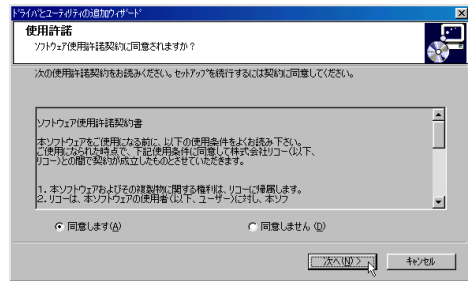 ﾄﾞﾗｲﾊﾞとﾕｰﾃｨﾘﾃｨの追加ｳｨｻﾞｰﾄﾞ
使用許諾
ｿﾌﾄｳｪｱ使用許諾契約に同意されますか？
次の使用許諾契約をお読みください。ｾｯﾄｱｯﾌﾟを続行するには契約に同意してください。
ソフトウェア使用許諾契約書
本ソフトウェアをご使用になる前に、以下の使用条件をよくお読み下さい。
ご使用になられた時点で、下記使用条件に同意して株式会社リコー（以下、
リコー）との間で契約が成立したものとさせていただきます。
1. 本ソフトウェアおよびその複製物に関する権利は、リコーに帰属します。
2. リコーは、本ソフトウェアの使用者（以下、ユーザー）に対し、本ソフ
同意します(A)
同意しません (D)
次へ(N) >
ｷｬﾝｾﾙ